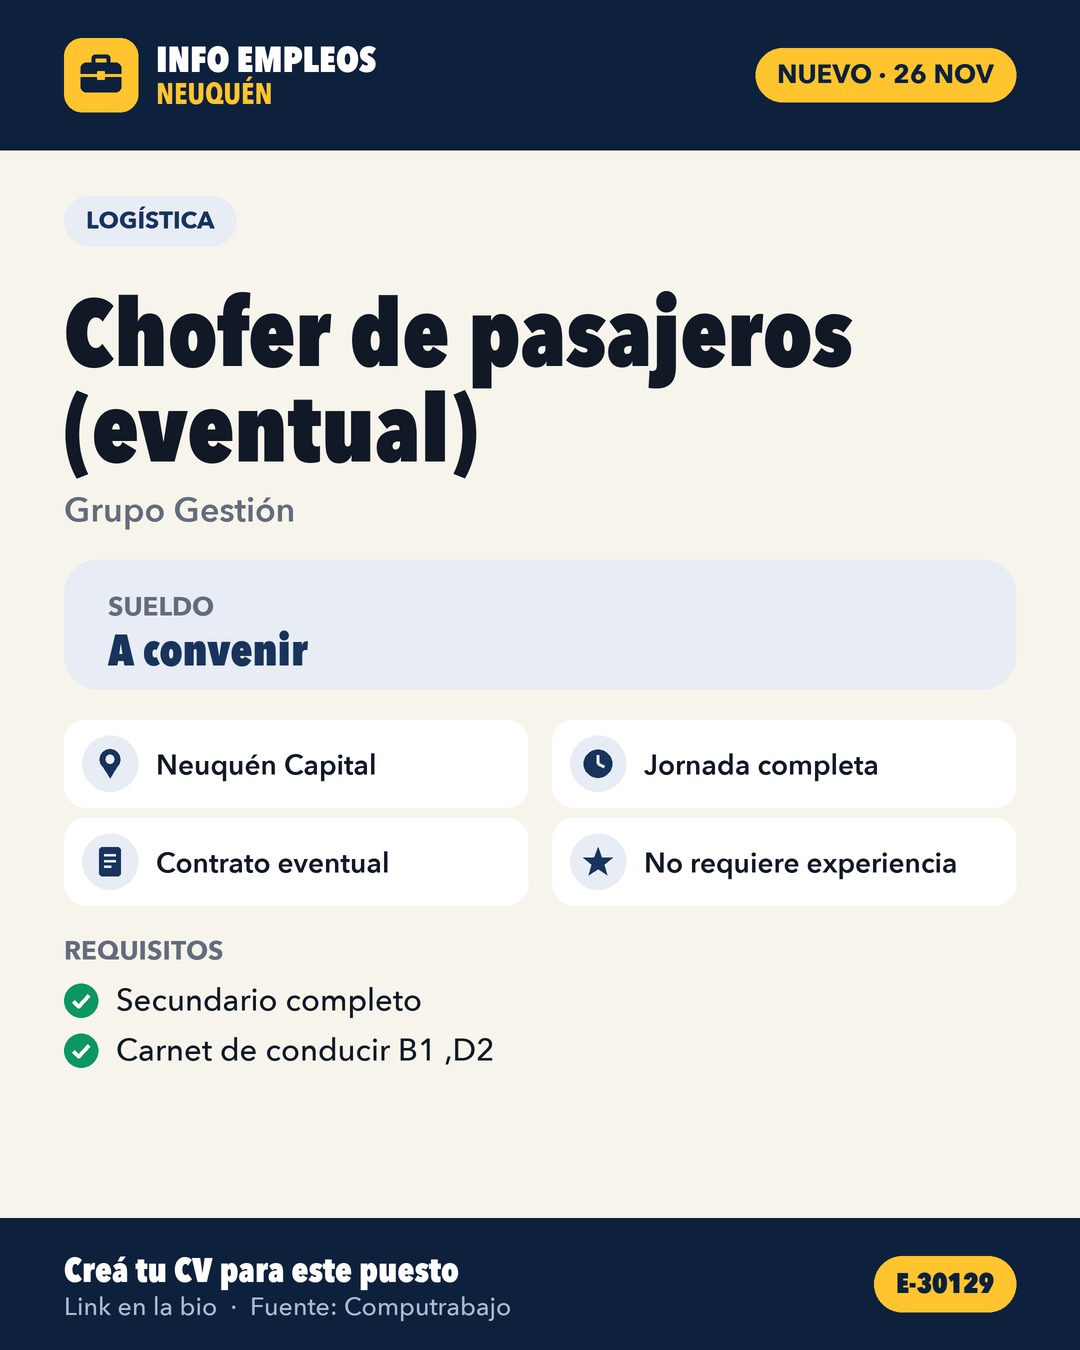 INFO EMPLEOS
NEUQUÉN
NUEVO · 26 NOV
LOGÍSTICA
Chofer de pasajeros
(eventual)
Grupo Gestión
SUELDO
A convenir
Neuquén Capital
Jornada completa
Contrato eventual
No requiere experiencia
REQUISITOS
Secundario completo
Carnet de conducir B1 ,D2
Creá tu CV para este puesto
Link en la bio · Fuente: Computrabajo
E-30129